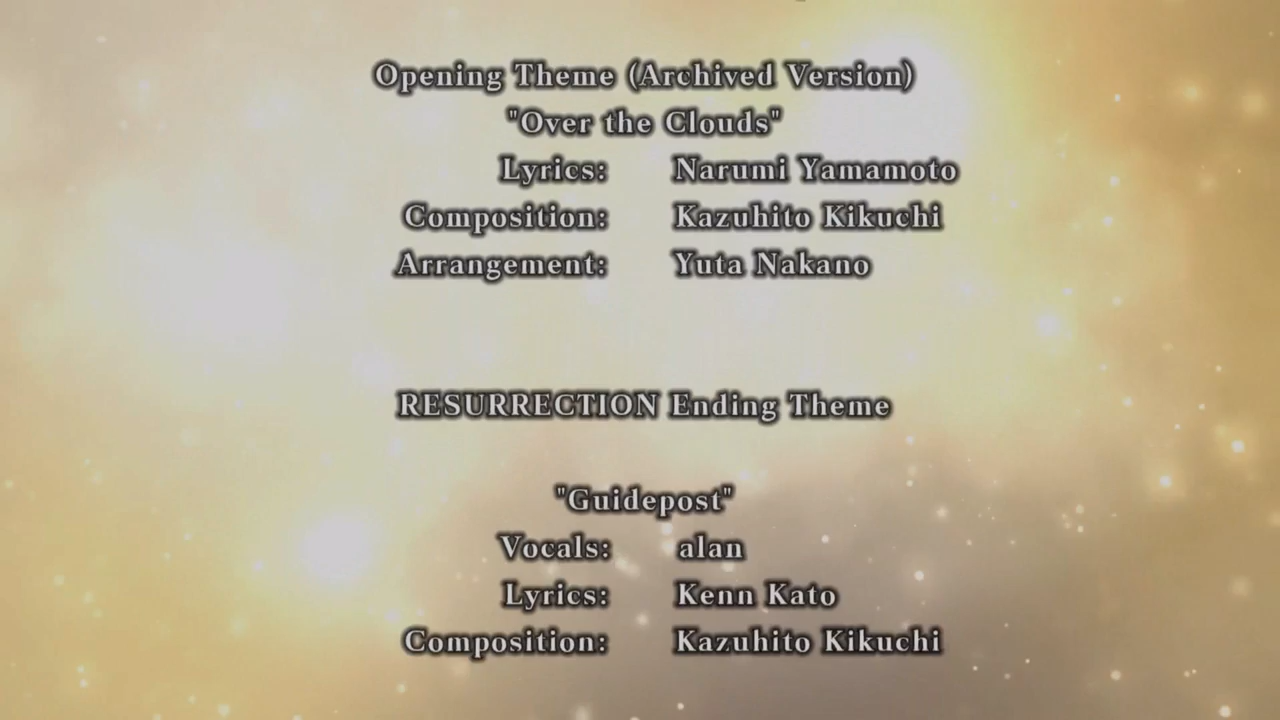 Opening Theme (Archived Version)
"Over the Clouds"
Lyrics: Narumi Yamamoto
Composition: Kazuhito Kikuchi
Arrangement: Yuta Nakano
RESURRECTION Ending Theme
"Guidepost"
Vocals: alan
Lyrics: Kenn Kato
Composition: Kazuhito Kikuchi